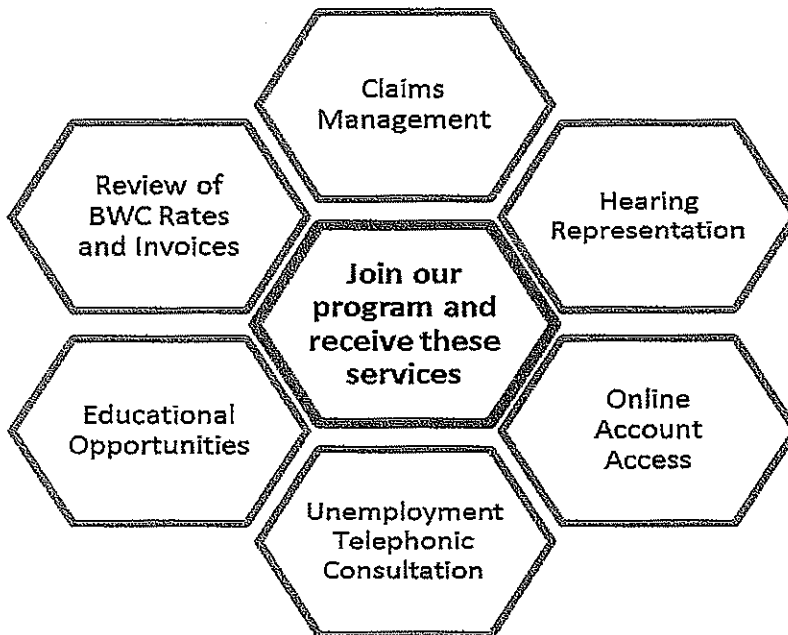 Claims
Management
Review of
BWC Rates
and Invoices
Hearing
Representation
Join our
program and
receive these
services
Educational
Opportunities
Online
Account
Access
Unemployment
Telephonic
Consultation